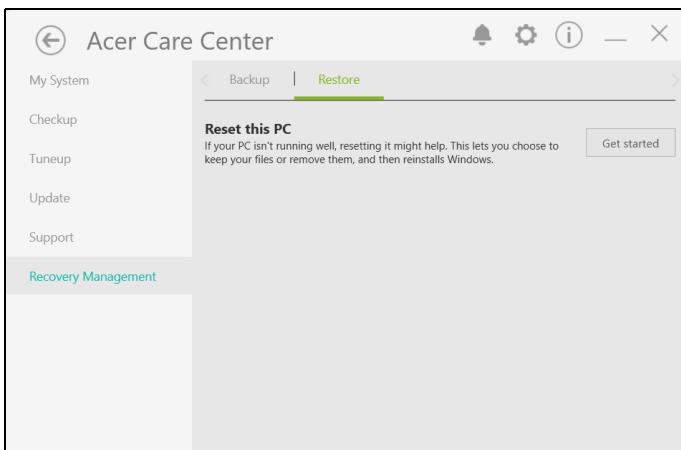 Acer Care Center
My System
Backup
Restore
Checkup
Reset this PC
If your PC isn't running well, resetting it might help. This lets you choose to
keep your files or remove them, and then reinstalls Windows.
Get started
Tuneup
Update
Support
Recovery Management